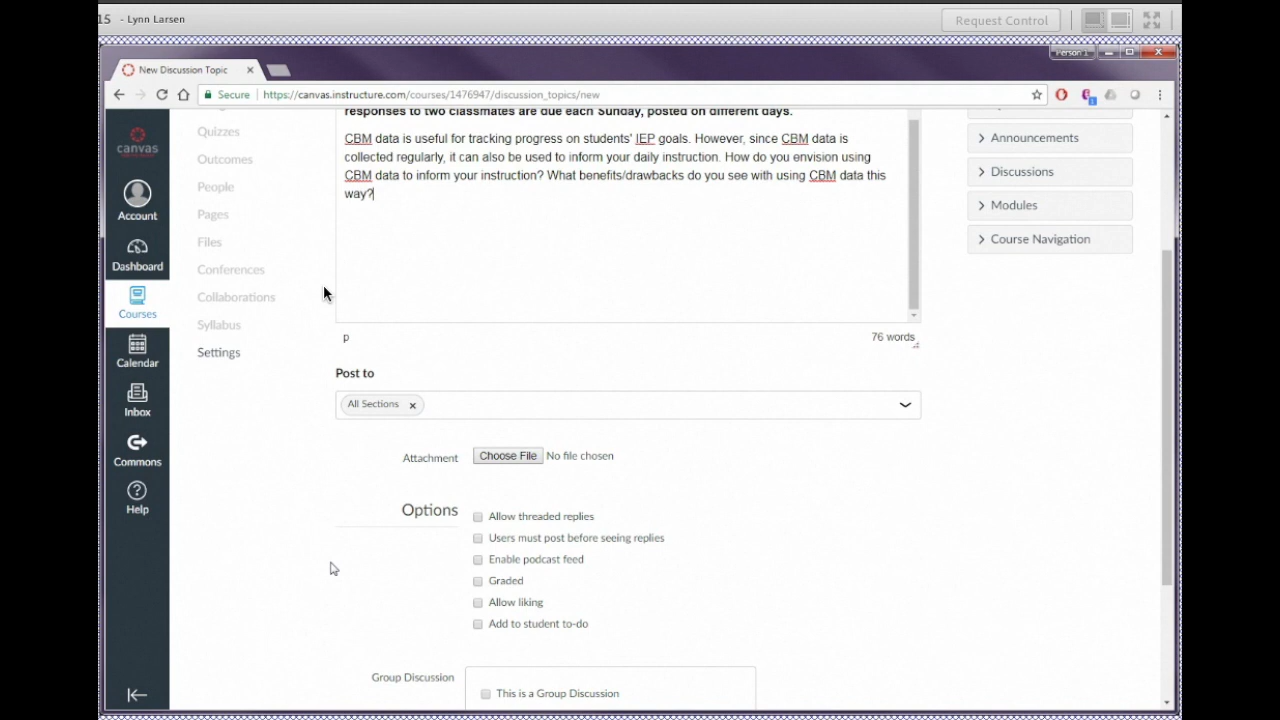 15 - Lynn Larsen
Request Control
Person 1
New Discussion Topic
Secure
https://canvas.instructure.com/courses/1476947/discussion_topics/new
canvas
Account
Dashboard
Courses
Calendar
Inbox
Commons
Help
Quizzes
Outcomes
People
Pages
Files
Conferences
Collaborations
Syllabus
Settings
responses to two classmates are due each Sunday, posted on different days.
CBM data is useful for tracking progress on students' IEP goals. However, since CBM data is
collected regularly, it can also be used to inform your daily instruction. How do you envision using
CBM data to inform your instruction? What benefits/drawbacks do you see with using CBM data this
way?
p
76 words
Post to
All Sections
Attachment
Choose File No file chosen
Options
Allow threaded replies
Users must post before seeing replies
Enable podcast feed
Graded
Allow liking
Add to student to-do
Group Discussion
This is a Group Discussion
Announcements
Discussions
Modules
Course Navigation